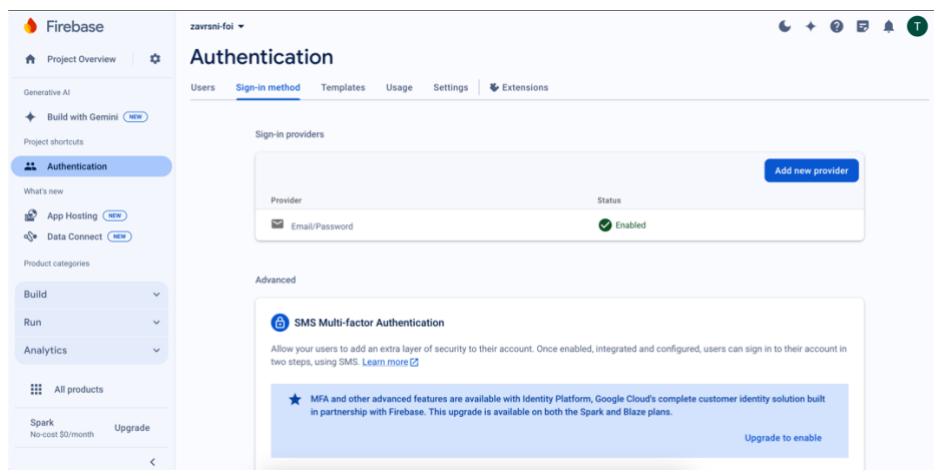 Firebase
Project Overview
Generative AI
Build with Gemini NEW
Project shortcuts
Authentication
What's new
App Hosting NEW
Data Connect NEW
Product categories
Build
Run
Analytics
All products
Spark
No-cost $0/month
Upgrade
zavrsni-foi
T
Authentication
Users Sign-in method Templates Usage Settings Extensions
Sign-in providers
Add new provider
Provider Status
Email/Password Enabled
Advanced
SMS Multi-factor Authentication
Allow your users to add an extra layer of security to their account. Once enabled, integrated and configured, users can sign in to their account in
two steps, using SMS. Learn more
MFA and other advanced features are available with Identity Platform, Google Cloud's complete customer identity solution built
in partnership with Firebase. This upgrade is available on both the Spark and Blaze plans.
Upgrade to enable